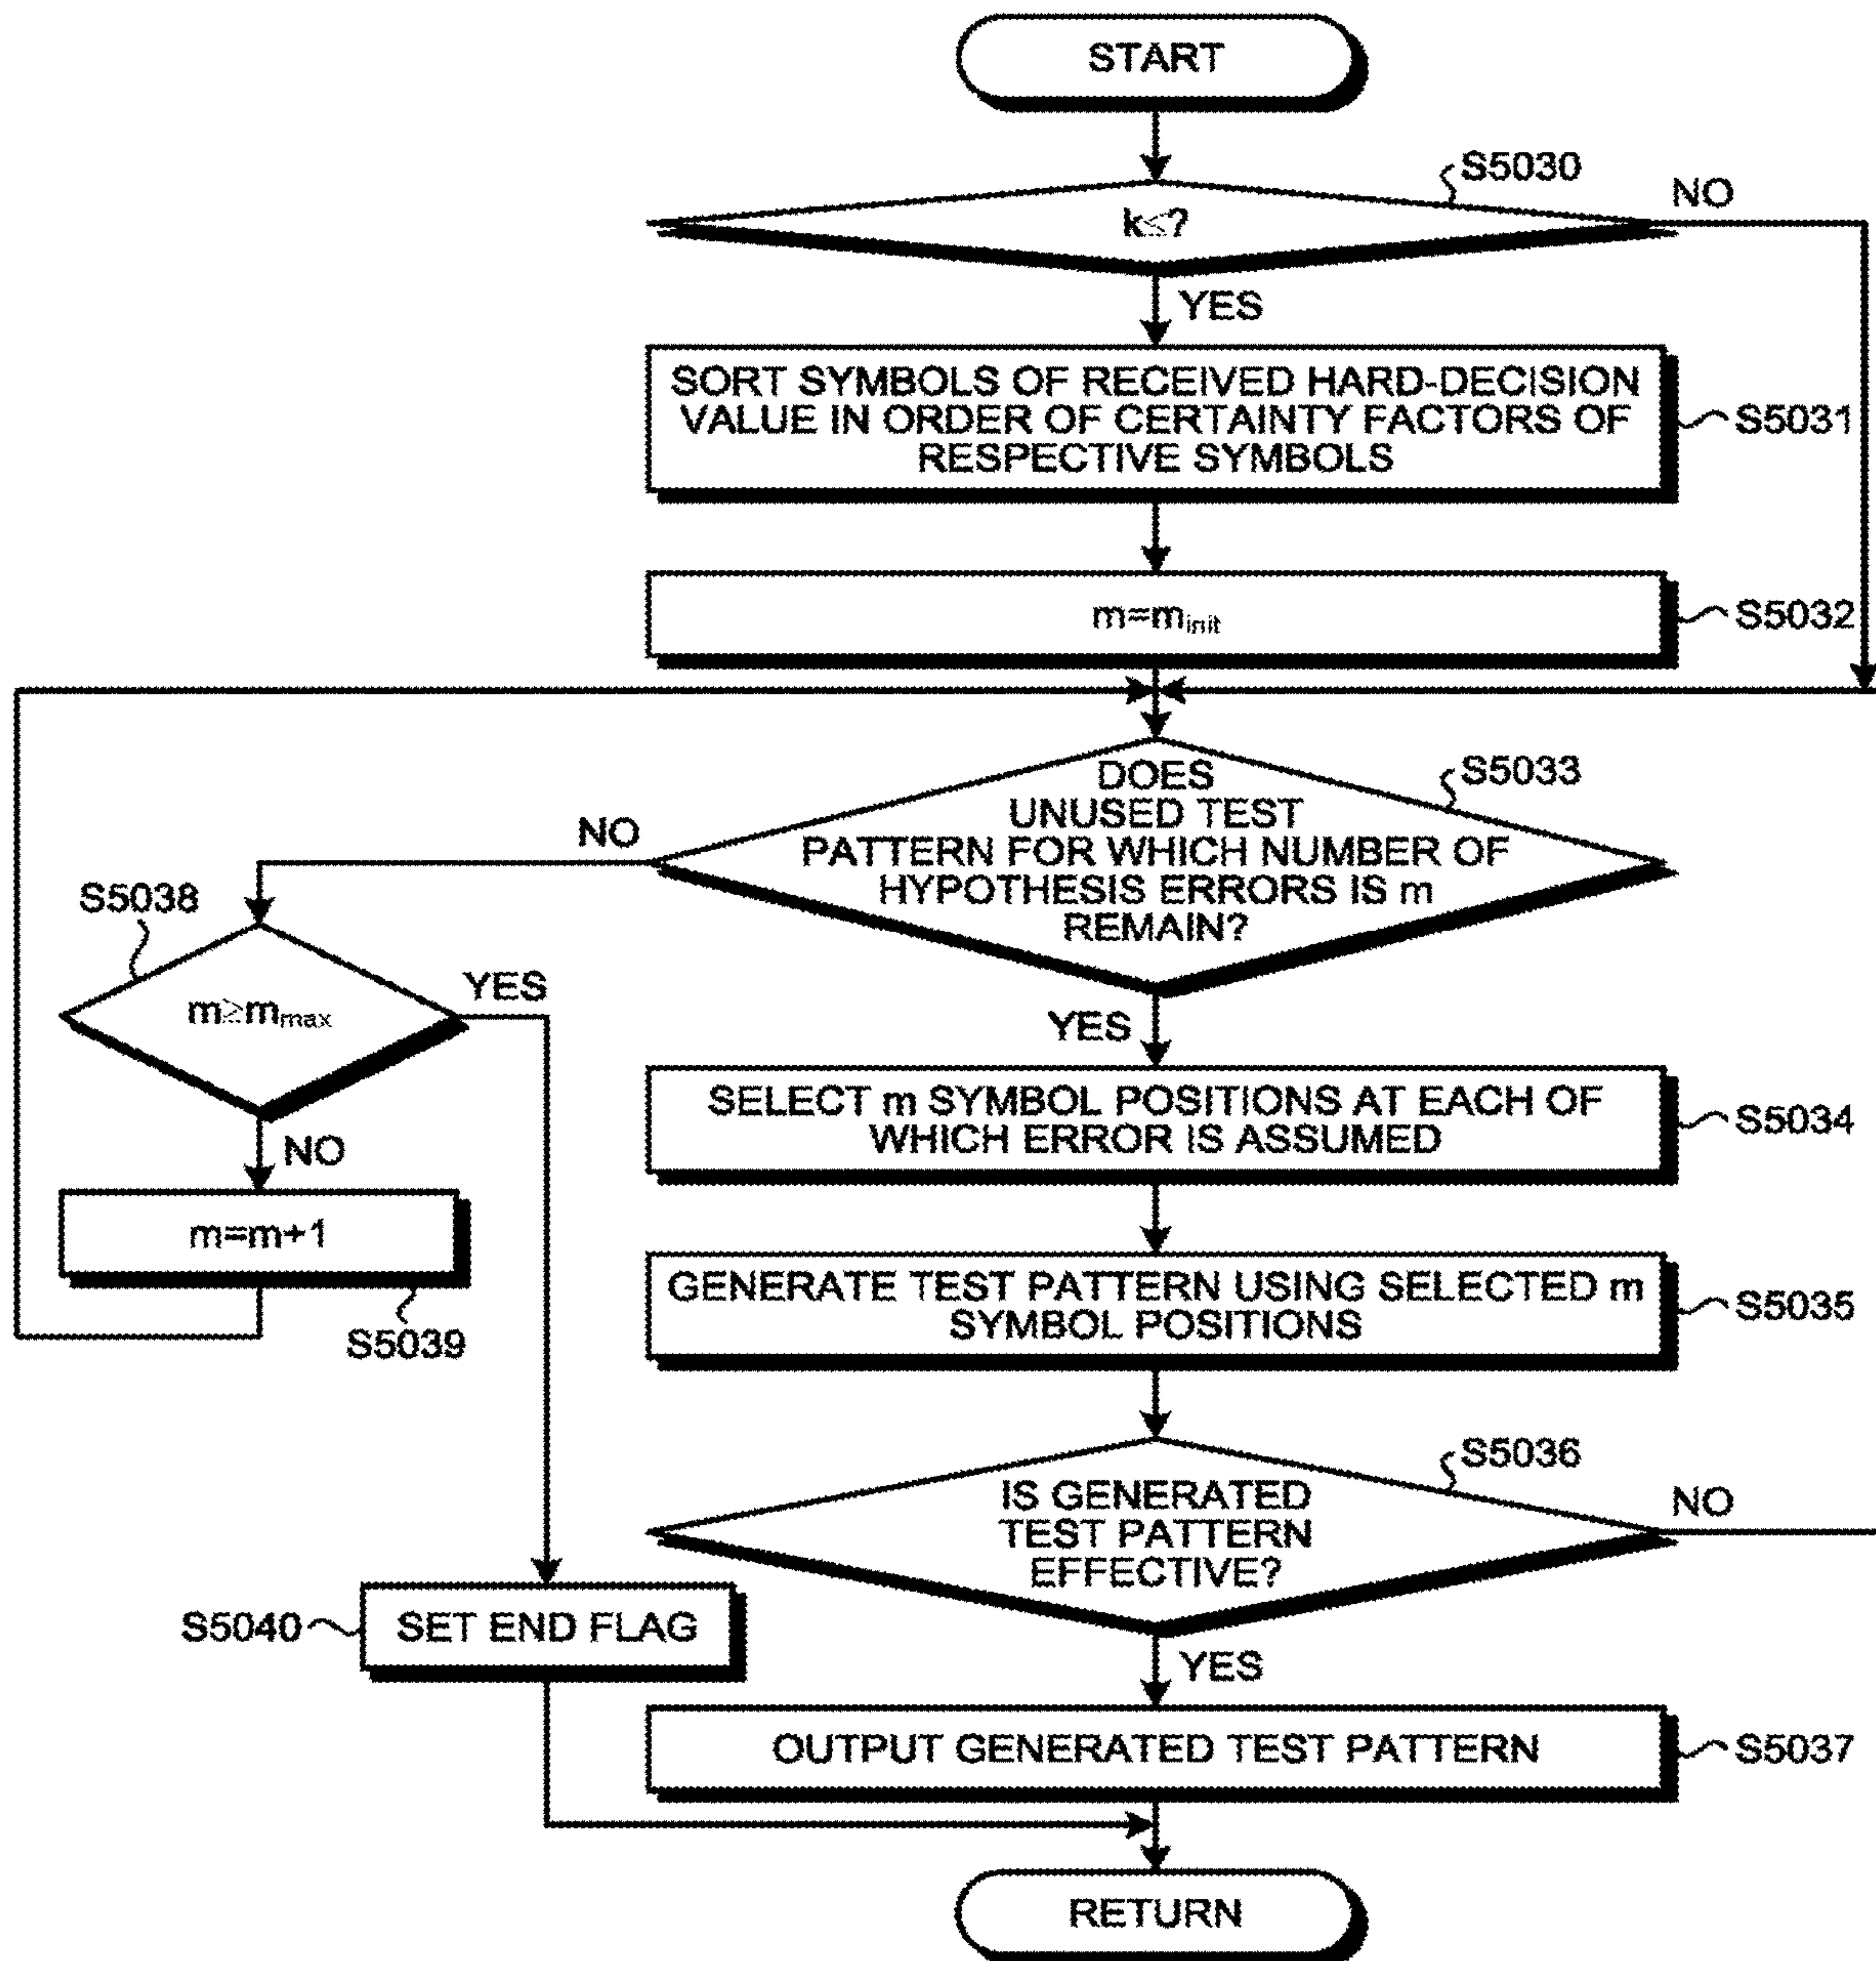 START
S5030
NO
k≤?
YES
SORT SYMBOLS OF RECEIVED HARD-DECISION
VALUE IN ORDER OF CERTAINTY FACTORS OF
RESPECTIVE SYMBOLS
S5031
m=minit
S5032
DOES
UNUSED TEST
PATTERN FOR WHICH NUMBER OF
HYPOTHESIS ERRORS IS m
REMAIN?
S5033
NO
YES
S5038
m≥mmax
YES
NO
m=m+1
S5039
SELECT m SYMBOL POSITIONS AT EACH OF
WHICH ERROR IS ASSUMED
S5034
GENERATE TEST PATTERN USING SELECTED m
SYMBOL POSITIONS
S5035
S5036
IS GENERATED
TEST PATTERN
EFFECTIVE?
NO
YES
S5040
SET END FLAG
OUTPUT GENERATED TEST PATTERN
S5037
RETURN